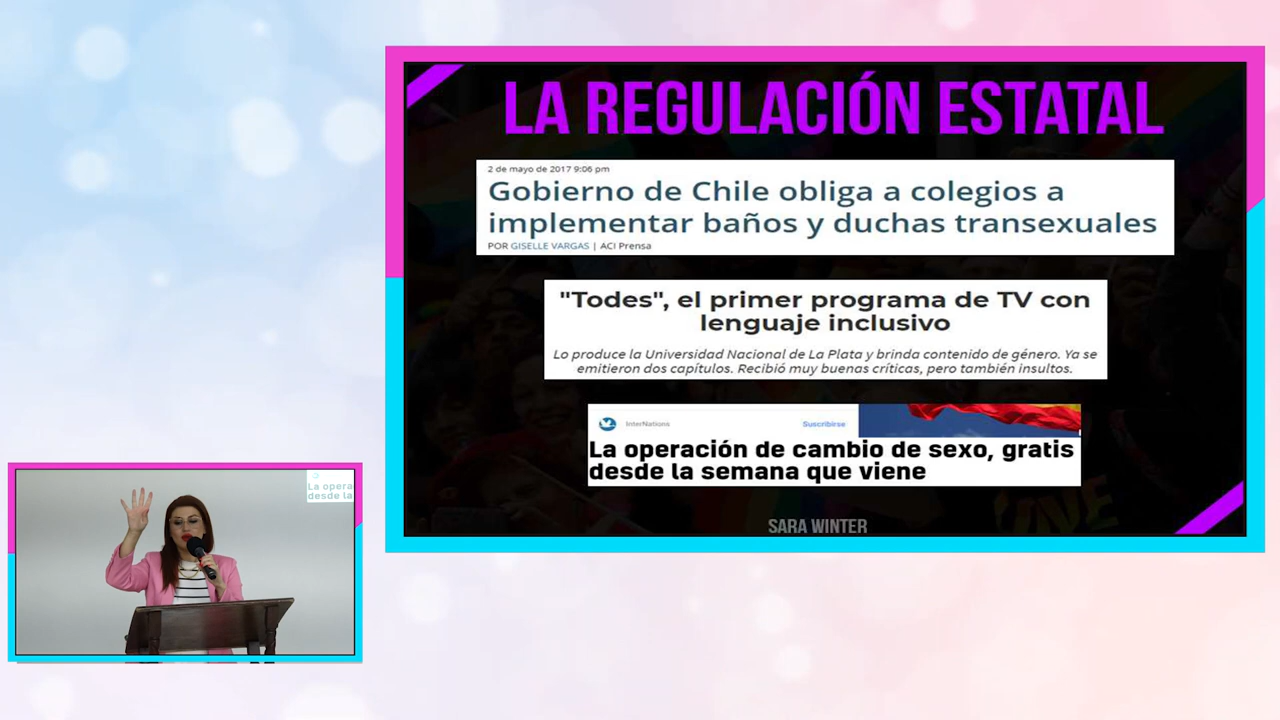 LA REGULACIÓN ESTATAL
2 de mayo de 2017 9:06 pm
Gobierno de Chile obliga a colegios a
implementar baños y duchas transexuales
POR GISELLE VARGAS | ACI Prensa
"Todes", el primer programa de TV con
lenguaje inclusivo
Lo produce la Universidad Nacional de La Plata y brinda contenido de género. Ya se
emitieron dos capítulos. Recibió muy buenas críticas, pero también insultos.
InterNations Suscribirse
La operación de cambio de sexo, gratis
desde la semana que viene
SARA WINTER
La opera
desde la